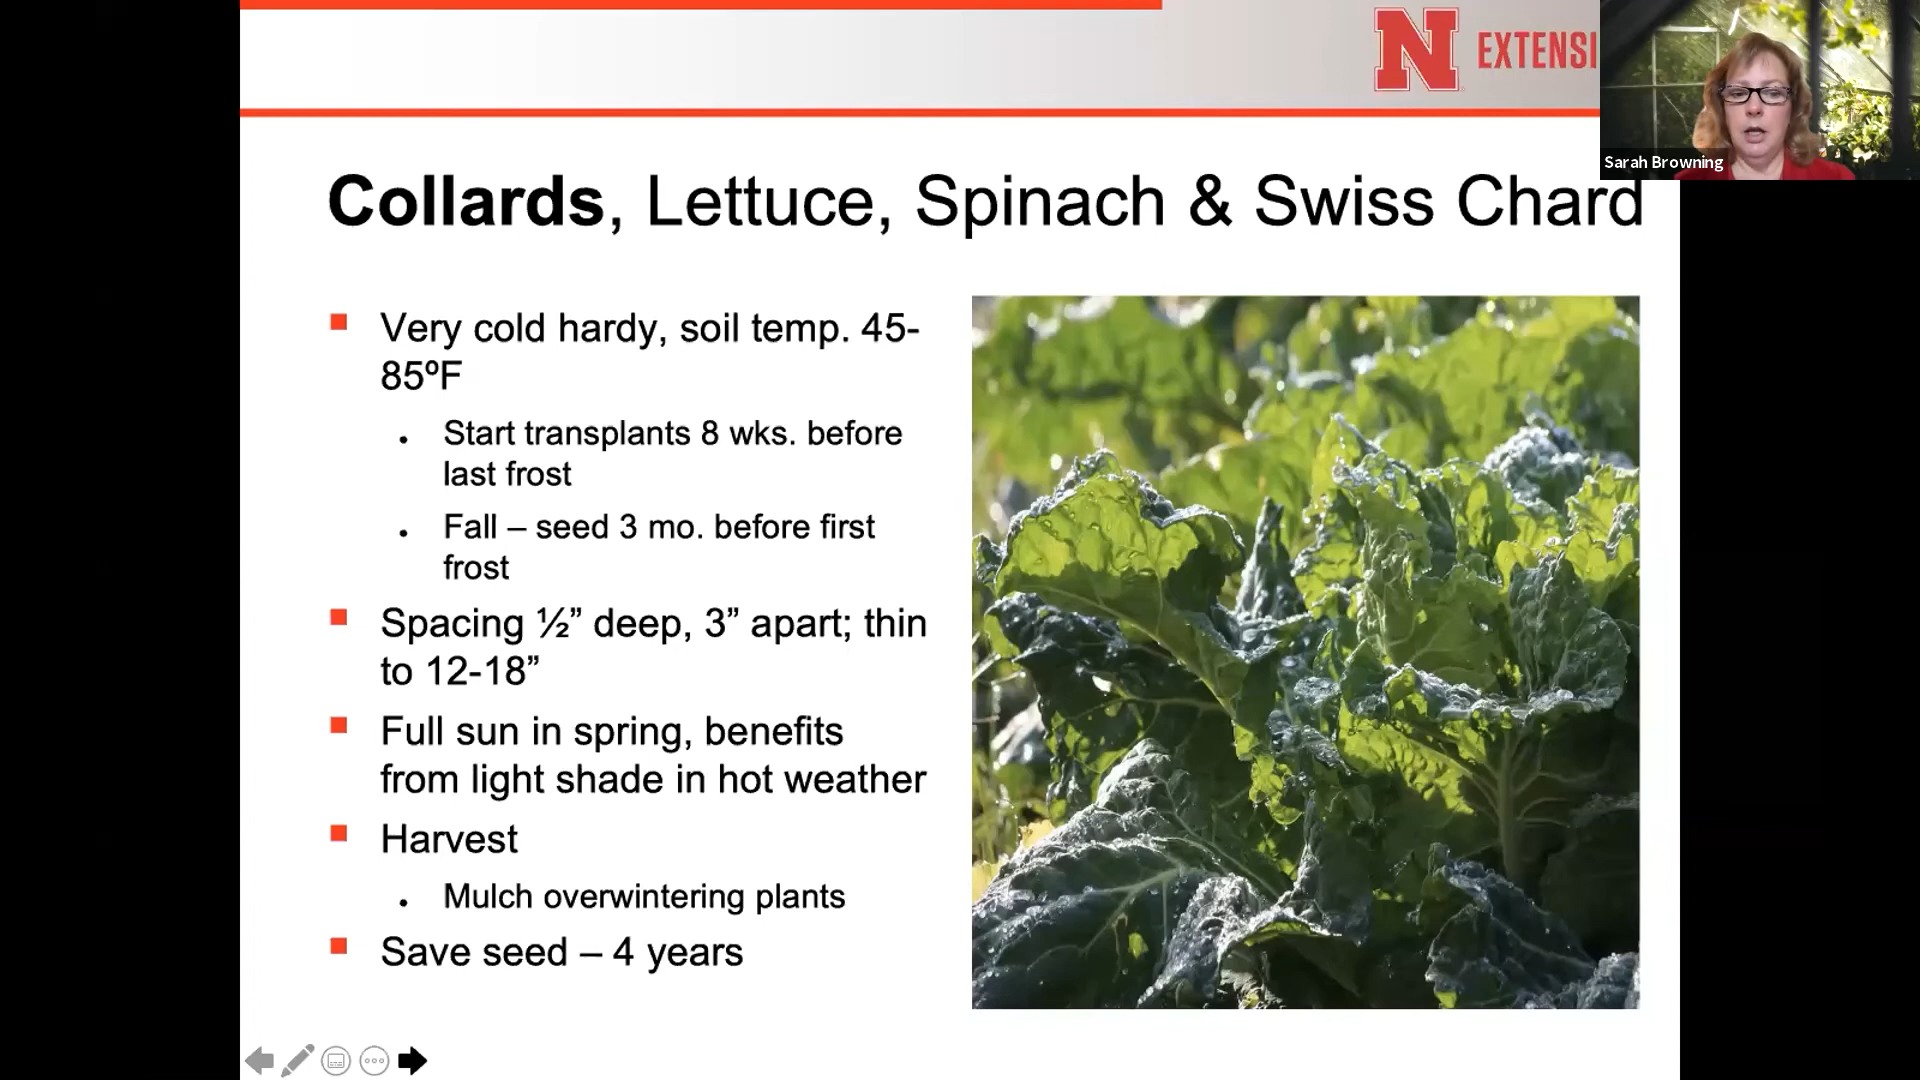 N EXTENSI
Sarah Browning
Collards, Lettuce, Spinach & Swiss Chard
Very cold hardy, soil temp. 45-
85ºF
Start transplants 8 wks. before
last frost
Fall – seed 3 mo. before first
frost
Spacing ½” deep, 3” apart; thin
to 12-18”
Full sun in spring, benefits
from light shade in hot weather
Harvest
Mulch overwintering plants
Save seed – 4 years